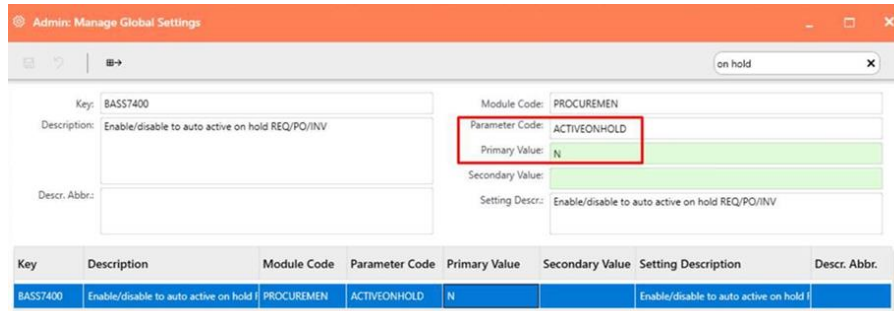 Admin: Manage Global Settings
on hold
Key: BASS7400
Module Code: PROCUREMEN
Description: Enable/disable to auto active on hold REQ/PO/INV
Parameter Code: ACTIVEONHOLD
Primary Value: N
Secondary Value:
Descr. Abbr.:
Setting Descr.: Enable/disable to auto active on hold REQ/PO/INV
Key Description Module Code Parameter Code Primary Value Secondary Value Setting Description Descr. Abbr.
BASS7400 Enable/disable to auto active on hold PROCUREMEN ACTIVEONHOLD N Enable/disable to auto active on hold